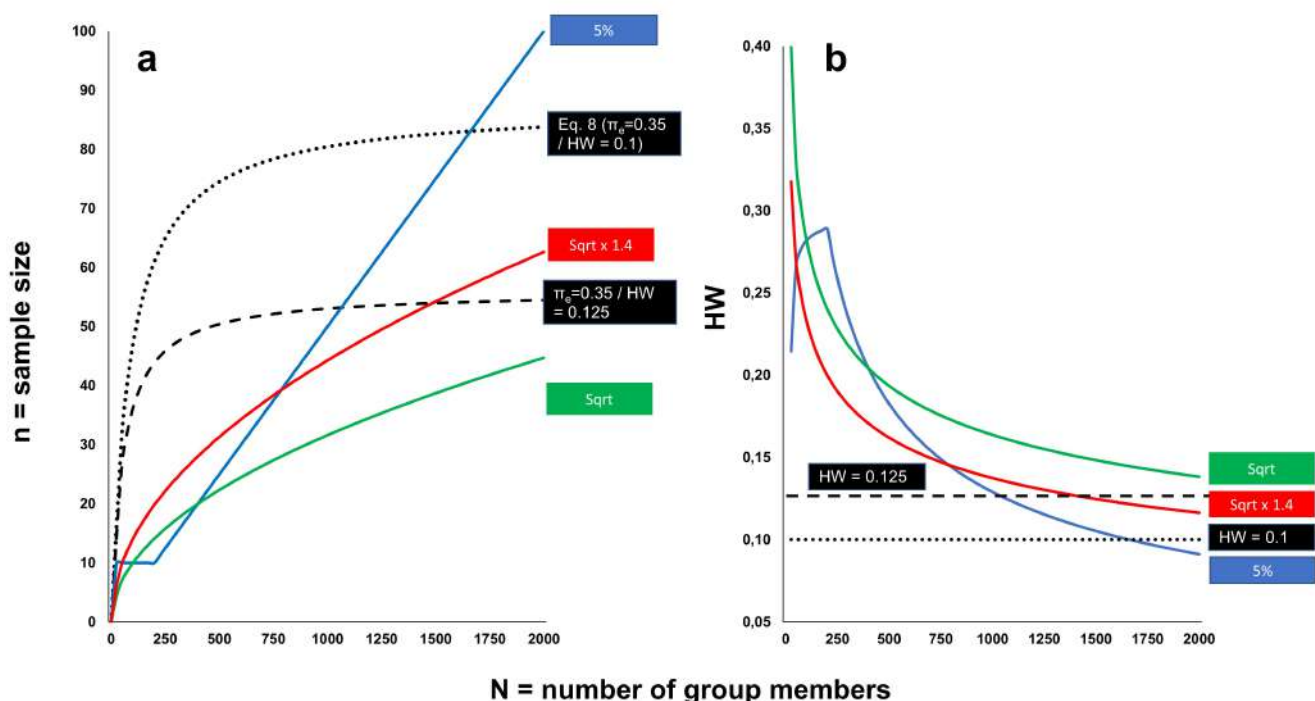 a
100
90
80
70
60
50
40
30
20
10
0
n = sample size
0 250 500 750 1000 1250 1500 1750 2000
5%
Eq. 8 (πe=0.35
/ HW = 0.1)
Sqrt x 1.4
πe=0.35 / HW
= 0.125
Sqrt
b
0,40
0,35
0,30
0,25
0,20
0,15
0,10
0,05
HW
0 250 500 750 1000 1250 1500 1750 2000
HW = 0.125
Sqrt
Sqrt x 1.4
HW = 0.1
5%
N = number of group members